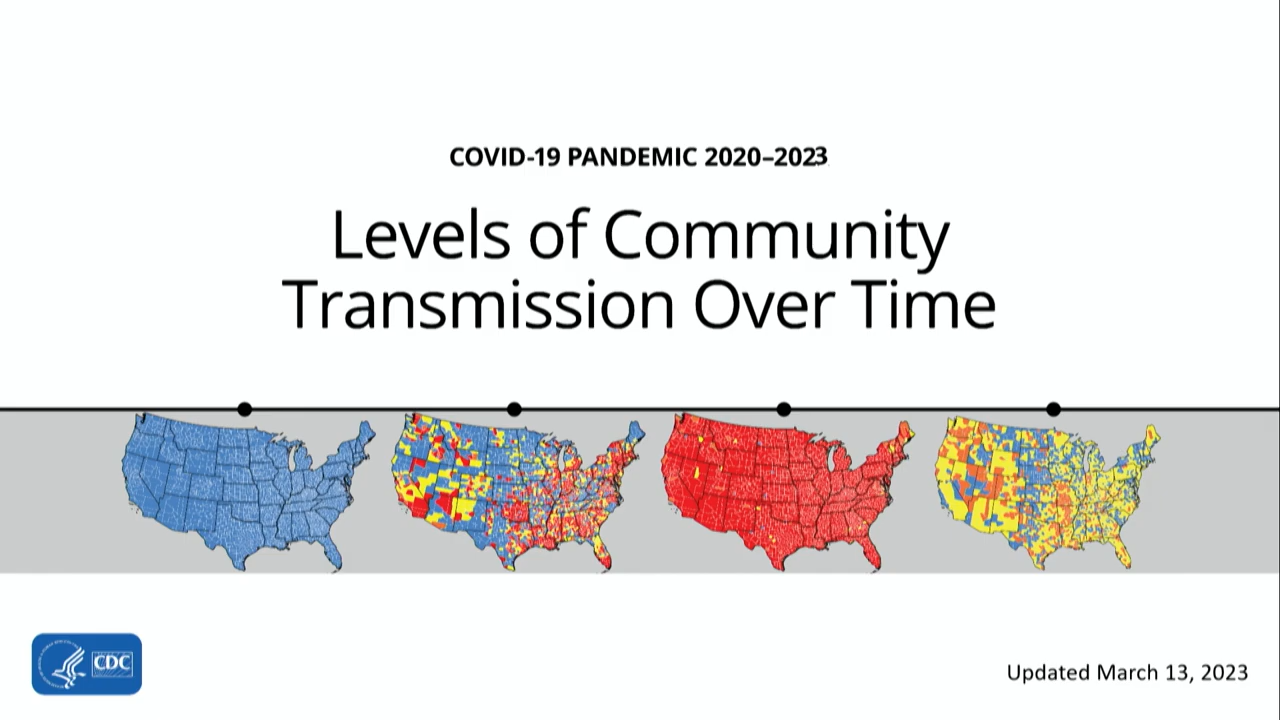 COVID-19 PANDEMIC 2020–2023
Levels of Community
Transmission Over Time
CDC
Updated March 13, 2023